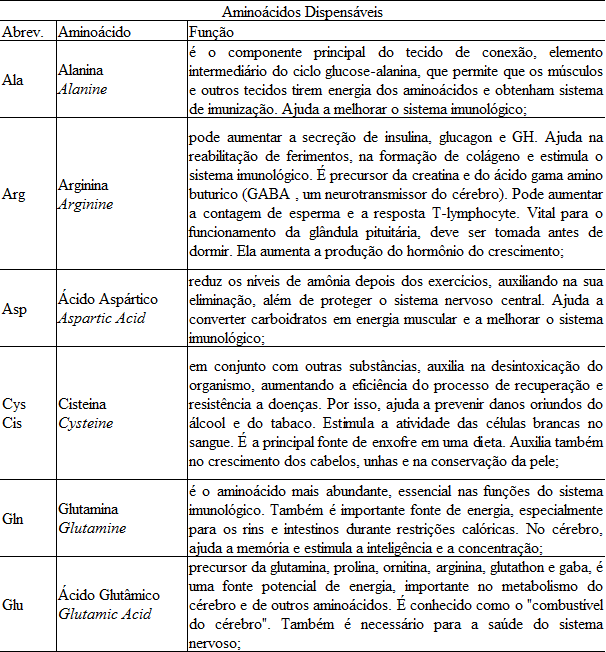 Aminoácidos Dispensáveis
Abrev. Aminoácido Função
Ala
Alanina
Alanine
é o componente principal do tecido de conexão, elemento
intermediário do ciclo glucose-alanina, que permite que os músculos
e outros tecidos tirem energia dos aminoácidos e obtenham sistema
de imunização. Ajuda a melhorar o sistema imunológico;
Arg
Arginina
Arginine
pode aumentar a secreção de insulina, glucagon e GH. Ajuda na
reabilitação de ferimentos, na formação de colágeno e estimula o
sistema imunológico. É precursor da creatina e do ácido gama amino
buturico (GABA , um neurotransmissor do cérebro). Pode aumentar
a contagem de esperma e a resposta T-lymphocyte. Vital para o
funcionamento da glândula pituitária, deve ser tomada antes de
dormir. Ela aumenta a produção do hormônio do crescimento;
Asp
Ácido Aspártico
Aspartic Acid
reduz os níveis de amônia depois dos exercicios, auxiliando na sua
eliminação, além de proteger o sistema nervoso central. Ajuda a
converter carboidratos em energia muscular e a melhorar o sistema
imunológico;
Cys
Cis
Cisteina
Cysteine
em conjunto com outras substâncias, auxilia na desintoxicação do
organismo, aumentando a eficiência do processo de recuperação e
resistência a doenças. Por isso, ajuda a prevenir danos oriundos do
álcool e do tabaco. Estimula a atividade das células brancas no
sangue. É a principal fonte de enxofre em uma dieta. Auxilia também
no crescimento dos cabelos, unhas e na conservação da pele;
Gln
Glutamina
Glutamine
é o aminoácido mais abundante, essencial nas funções do sistema
imunológico. Também é importante fonte de energia, especialmente
para os rins e intestinos durante restrições calóricas. No cérebro,
ajuda a memória e estimula a inteligência e a concentração;
Glu
Ácido Glutâmico
Glutamic Acid
precursor da glutamina, prolina, ornitina, arginina, glutathon e gaba, é
uma fonte potencial de energia, importante no metabolismo do
cérebro e de outros aminoácidos. É conhecido como o "combustível
do cérebro". Também é necessário para a saúde do sistema
nervoso;